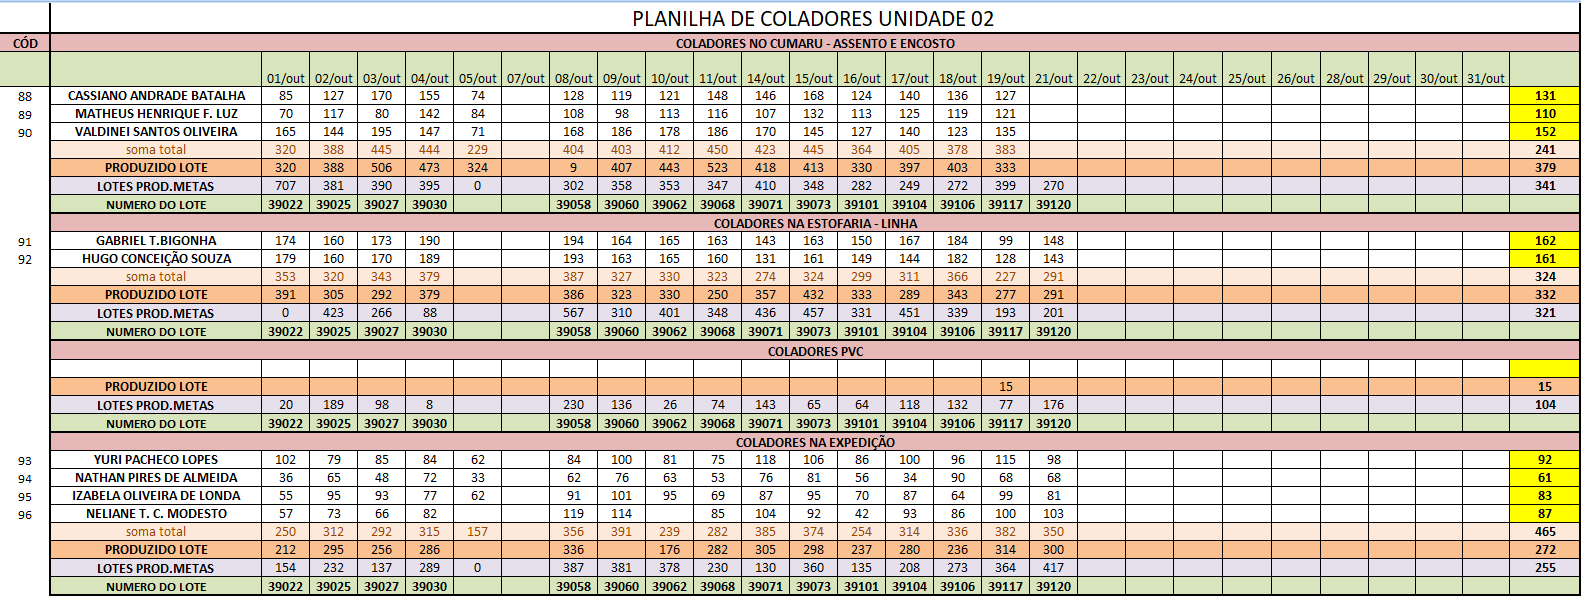 PLANILHA DE COLADORES UNIDADE 02
CÓD COLADORES NO CUMARU - ASSENTO E ENCOSTO
01/out 02/out 03/out 04/out 05/out 07/out 08/out 09/out 10/out 11/out 14/out 15/out 16/out 17/out 18/out 19/out 21/out 22/out 23/out 24/out 25/out 26/out 28/out 29/out 30/out 31/out
88 CASSIANO ANDRADE BATALHA 85 127 170 155 74 128 119 121 148 146 168 124 140 136 127 131
89 MATHEUS HENRIQUE F. LUZ 70 117 80 142 84 108 98 113 116 107 132 113 125 119 121 110
90 VALDINEI SANTOS OLIVEIRA 165 144 195 147 71 168 186 178 186 170 145 127 140 123 135 152
soma total 320 388 445 444 229 404 403 412 450 423 445 364 405 378 383 241
PRODUZIDO LOTE 320 388 506 473 324 9 407 443 523 418 413 330 397 403 333 379
LOTES PROD.METAS 707 381 390 395 0 302 358 353 347 410 348 282 249 272 399 270 341
NUMERO DO LOTE 39022 39025 39027 39030 39058 39060 39062 39068 39071 39073 39101 39104 39106 39117 39120
COLADORES NA ESTOFARIA - LINHA
91 GABRIEL T.BIGONHA 174 160 173 190 194 164 165 163 143 163 150 167 184 99 148 162
92 HUGO CONCEIÇÃO SOUZA 179 160 170 189 193 163 165 160 131 161 149 144 182 128 143 161
soma total 353 320 343 379 387 327 330 323 274 324 299 311 366 227 291 324
PRODUZIDO LOTE 391 305 292 379 386 323 330 250 357 432 333 289 343 277 291 332
LOTES PROD.METAS 0 423 266 88 567 310 401 348 436 457 331 451 339 193 201 321
NUMERO DO LOTE 39022 39025 39027 39030 39058 39060 39062 39068 39071 39073 39101 39104 39106 39117 39120
COLADORES PVC
PRODUZIDO LOTE 15 15
LOTES PROD.METAS 20 189 98 8 230 136 26 74 143 65 64 118 132 77 176 104
NUMERO DO LOTE 39022 39025 39027 39030 39058 39060 39062 39068 39071 39073 39101 39104 39106 39117 39120
COLADORES NA EXPEDIÇÃO
93 YURI PACHECO LOPES 102 79 85 84 62 84 100 81 75 118 106 86 100 96 115 98 92
94 NATHAN PIRES DE ALMEIDA 36 65 48 72 33 62 76 63 53 76 81 56 34 90 68 68 61
95 IZABELA OLIVEIRA DE LONDA 55 95 93 77 62 91 101 95 69 87 95 70 87 64 99 81 83
96 NELIANE T. C. MODESTO 57 73 66 82 119 114 85 104 92 42 93 86 100 103 87
soma total 250 312 292 315 157 356 391 239 282 385 374 254 314 336 382 350 465
PRODUZIDO LOTE 212 295 256 286 336 176 282 305 298 237 280 236 314 300 272
LOTES PROD.METAS 154 232 137 289 0 387 381 378 230 130 360 135 208 273 364 417 255
NUMERO DO LOTE 39022 39025 39027 39030 39058 39060 39062 39068 39071 39073 39101 39104 39106 39117 39120